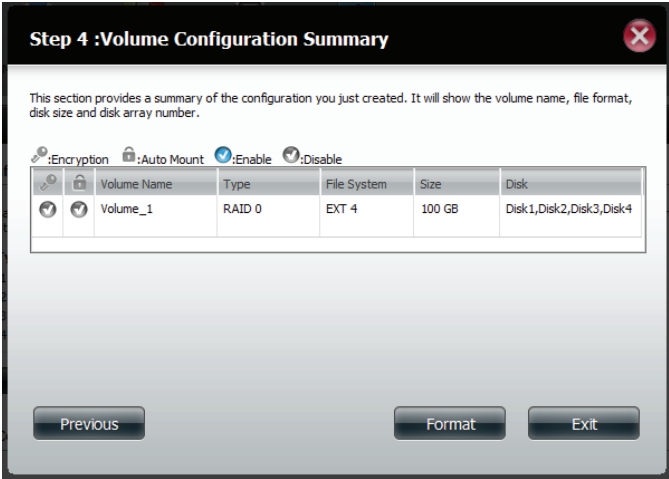 Step 4 :Volume Configuration Summary
This section provides a summary of the configuration you just created. It will show the volume name, file format,
disk size and disk array number.
:Encryption :Auto Mount :Enable :Disable
Volume Name Type File System Size Disk
Volume_1 RAID 0 EXT 4 100 GB Disk1,Disk2,Disk3,Disk4
Previous Format Exit